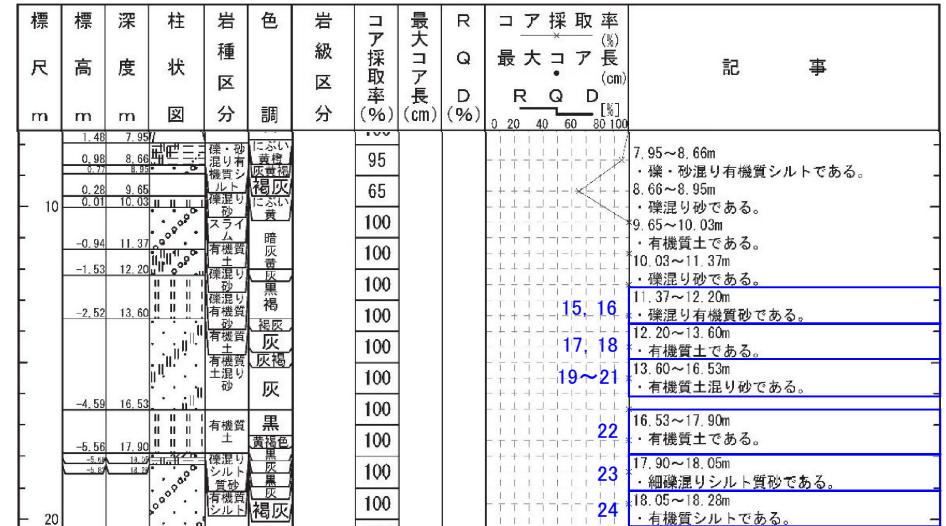 標尺 m
標高 m
深度 m
柱状図
岩種区分
色調
岩級区分
コア採取率 (%)
最大コア長 (cm)
RQD (%)
コア採取率 (%)
最大コア長 (cm)
RQD [%]
0 20 40 60 80 100
記事
1.48 7.95
0.98 8.66
0.77 8.95
0.28 9.65
0.01 10.03
-0.94 11.37
-1.53 12.20
-2.52 13.60
-4.59 16.53
-5.56 17.90
10
20
礫・砂混り有機質シルト
礫混り砂
スライム
有機質土
礫混り砂
礫混り有機質砂
有機質土
有機質土混り砂
有機質土
礫混りシルト質砂
有機質シルト
にぶい黄橙
灰黄褐
褐灰
にぶい黄
暗灰黄
灰
黒褐
褐灰
灰
灰褐
灰
黒
黄褐色
黒
灰
黒
灰
褐灰
95
65
100
100
100
100
100
100
100
100
100
100
100
7.95～8.66m
・礫・砂混り有機質シルトである。
8.66～8.95m
・礫混り砂である。
9.65～10.03m
・有機質土である。
10.03～11.37m
・礫混り砂である。
15, 16
11.37～12.20m
・礫混り有機質砂である。
17, 18
12.20～13.60m
・有機質土である。
19～21
13.60～16.53m
・有機質土混り砂である。
22
16.53～17.90m
・有機質土である。
23
17.90～18.05m
・細礫混りシルト質砂である。
24
18.05～18.28m
・有機質シルトである。